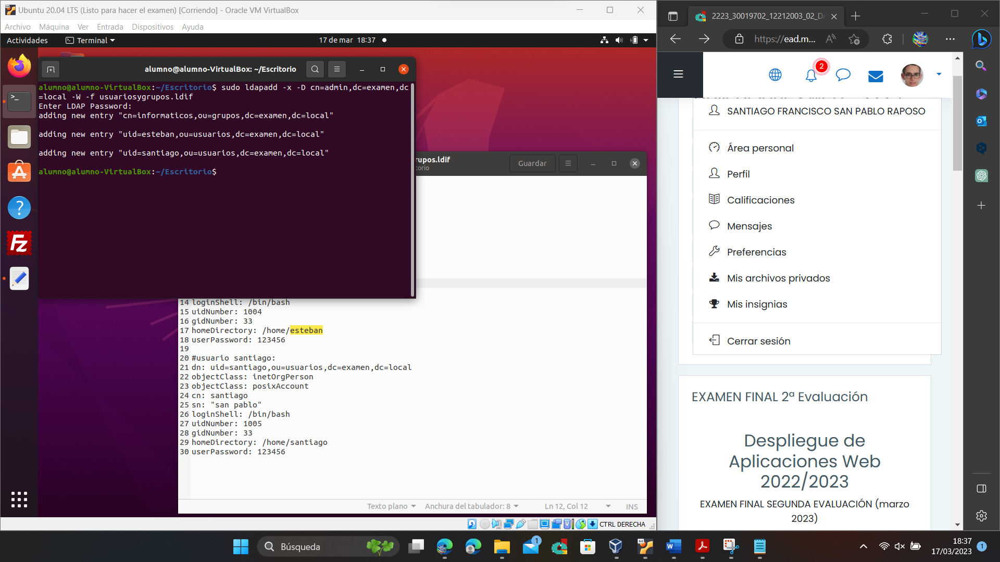 Ubuntu 20.04 LTS (Listo para hacer el examen) [Corriendo] - Oracle VM VirtualBox
Archivo Máquina Ver Entrada Dispositivos Ayuda
Actividades Terminal 17 de mar 18:37
alumno@alumno-VirtualBox: ~/Escritorio
alumno@alumno-VirtualBox:~/Escritorio$ sudo ldapadd -x -D cn=admin,dc=examen,dc
=local -W -f usuariosygrupos.ldif
Enter LDAP Password:
adding new entry "cn=informaticos,ou=grupos,dc=examen,dc=local"
adding new entry "uid=esteban,ou=usuarios,dc=examen,dc=local"
adding new entry "uid=santiago,ou=usuarios,dc=examen,dc=local"
alumno@alumno-VirtualBox:~/Escritorio$
rupos.ldif
torio
Guardar
14 loginShell: /bin/bash
15 uidNumber: 1004
16 gidNumber: 33
17 homeDirectory: /home/esteban
18 userPassword: 123456
19
20 #usuario santiago:
21 dn: uid=santiago,ou=usuarios,dc=examen,dc=local
22 objectClass: inetOrgPerson
23 objectClass: posixAccount
24 cn: santiago
25 sn: "san pablo"
26 loginShell: /bin/bash
27 uidNumber: 1005
28 gidNumber: 33
29 homeDirectory: /home/santiago
30 userPassword: 123456
Texto plano Anchura del tabulador: 8 Ln 12, Col 12 INS
CTRL DERECHA
2223_30019702_12212003_02_DA
https://ead.m...
2
SANTIAGO FRANCISCO SAN PABLO RAPOSO
Área personal
Perfil
Calificaciones
Mensajes
Preferencias
Mis archivos privados
Mis insignias
Cerrar sesión
EXAMEN FINAL 2ª Evaluación
Despliegue de
Aplicaciones Web
2022/2023
EXAMEN FINAL SEGUNDA EVALUACIÓN (marzo
2023)
Búsqueda
1
18:37
17/03/2023
1